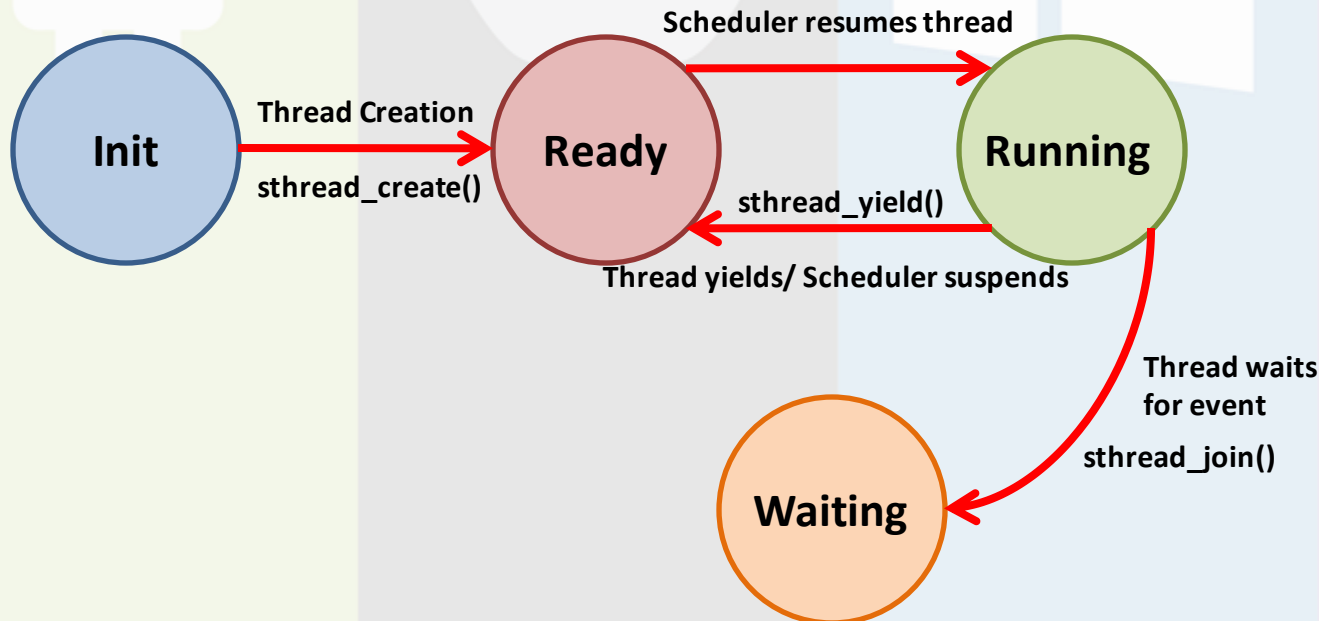 Scheduler resumes thread
Thread Creation
Init
Ready
Running
sthread_create()
sthread_yield()
Thread yields/ Scheduler suspends
Thread waits
for event
sthread_join()
Waiting